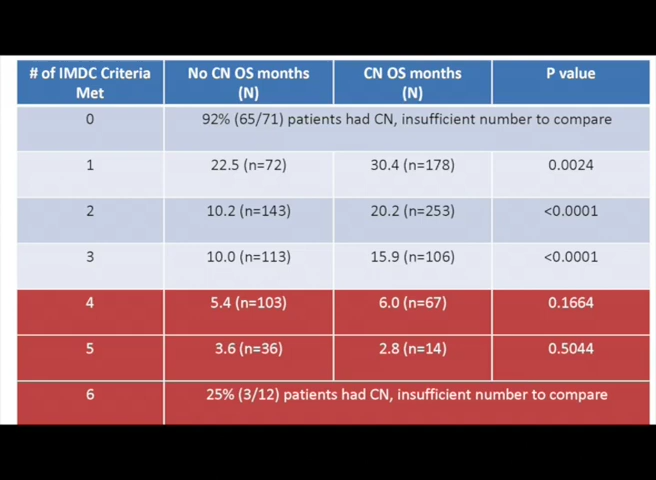 # of IMDC Criteria Met No CN OS months (N) CN OS months (N) P value
0 92% (65/71) patients had CN, insufficient number to compare
1 22.5 (n=72) 30.4 (n=178) 0.0024
2 10.2 (n=143) 20.2 (n=253) <0.0001
3 10.0 (n=113) 15.9 (n=106) <0.0001
4 5.4 (n=103) 6.0 (n=67) 0.1664
5 3.6 (n=36) 2.8 (n=14) 0.5044
6 25% (3/12) patients had CN, insufficient number to compare